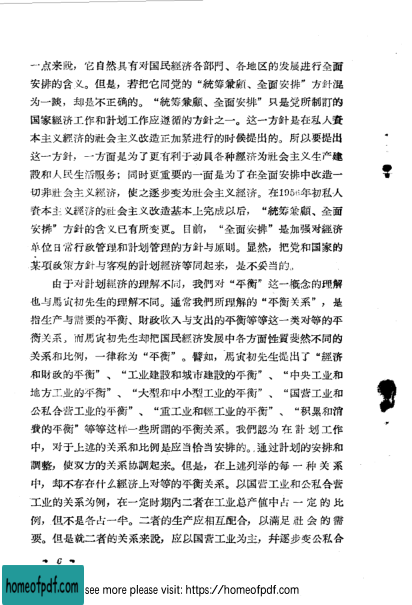 一点来說，它自然具有对国民經济各部門、各地区的发展进行全面
安排的含义。但是，若把它同党的“統筹兼顧、全面安排”方針混
为一談，却是不正确的。“統筹兼顧、全面安排”只是党所制訂的
国家經济工作和計划工作应遵循的方針之一。这一方針是在私人資
本主义經济的社会主义改造正加紧进行的时候提出的。所以要提出
这一方針，一方面是为了更有利于动員各种經济为社会主义生产建
設和人民生活服务；同时更重要的一面是为了在全面安排中改造一
切非社会主义經济，使之逐步变为社会主义經济。在1956年初私人
資本主义經济的社会主义改造基本上完成以后，“統筹兼顧、全面
安排”方針的含义已有所变更。目前，“全面安排”是加强对經济
单位日常行政管理和計划管理的方針与原則。显然，把党和国家的
某項政策方針与客观的計划經济等同起来，是不妥当的。
由于对計划經济的理解不同，我們对“平衡”这一概念的理解
也与馬寅初先生的理解不同。通常我們所理解的“平衡关系”，是
指生产与需要的平衡、財政收入与支出的平衡等等这一类对等的平
衡关系，而馬寅初先生却把国民經济发展中各方面性質截然不同的
关系和比例，一律称为“平衡”。譬如，馬寅初先生提出了“經济
和財政的平衡”、“工业建設和城市建設的平衡”、“中央工业和
地方工业的平衡”、“大型和中小型工业的平衡”、“国营工业和
公私合营工业的平衡”、“重工业和輕工业的平衡”、“积累和消
費的平衡”等等这样一些所謂的平衡关系。我們認为在計划工作
中，对于上述的关系和比例是应当恰当安排的。通过計划的安排和
調整，使双方的关系协調起来。但是，在上述列举的每一种关系
中，却不存在什么經济上对等的平衡关系。以国营工业和公私合营
工业的关系为例，在一定时期內二者在工业总产値中占一定的比
例，但不是各占一半。二者的生产应相互配合，以滿足社会的需
要。但是就二者的关系来說，应以国营工业为主，幷逐步变公私合
6
homeofpdf.com
see more please visit: https://homeofpdf.com